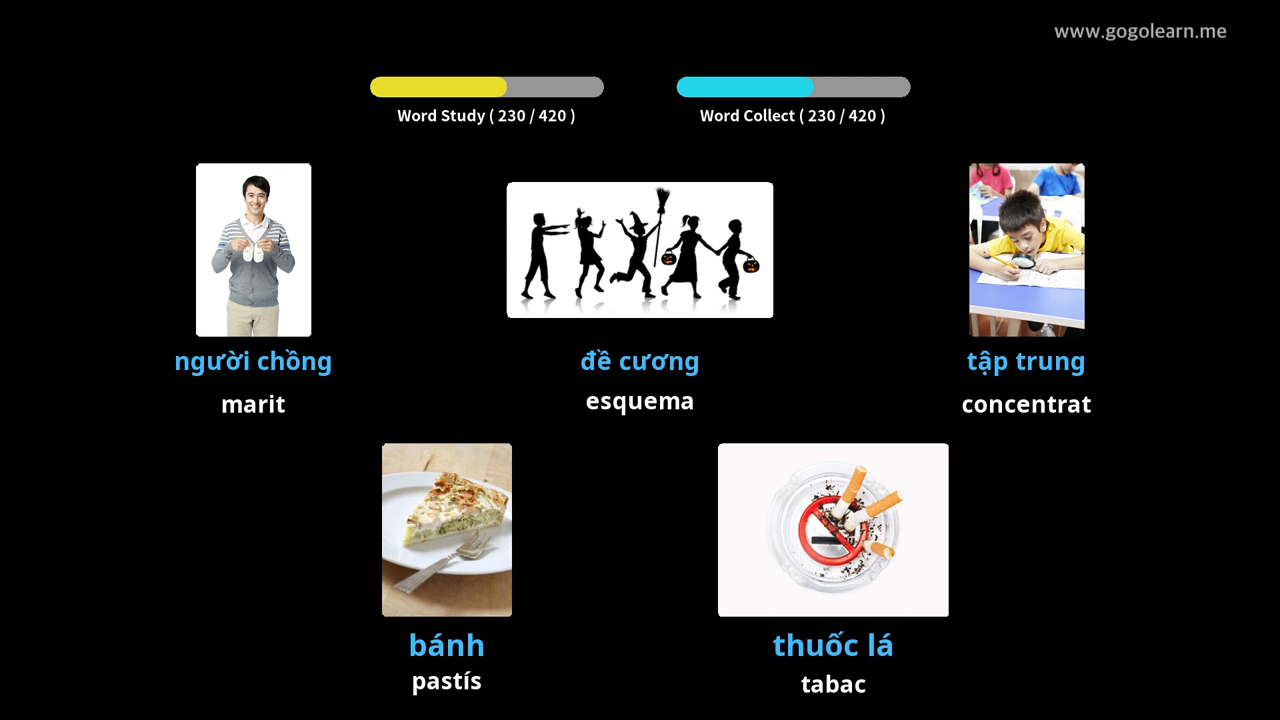 www.gogolearn.me
Word Study ( 230 / 420 )
Word Collect ( 230 / 420 )
người chồng
đề cương
tập trung
marit
esquema
concentrat
bánh
thuốc lá
pastís
tabac